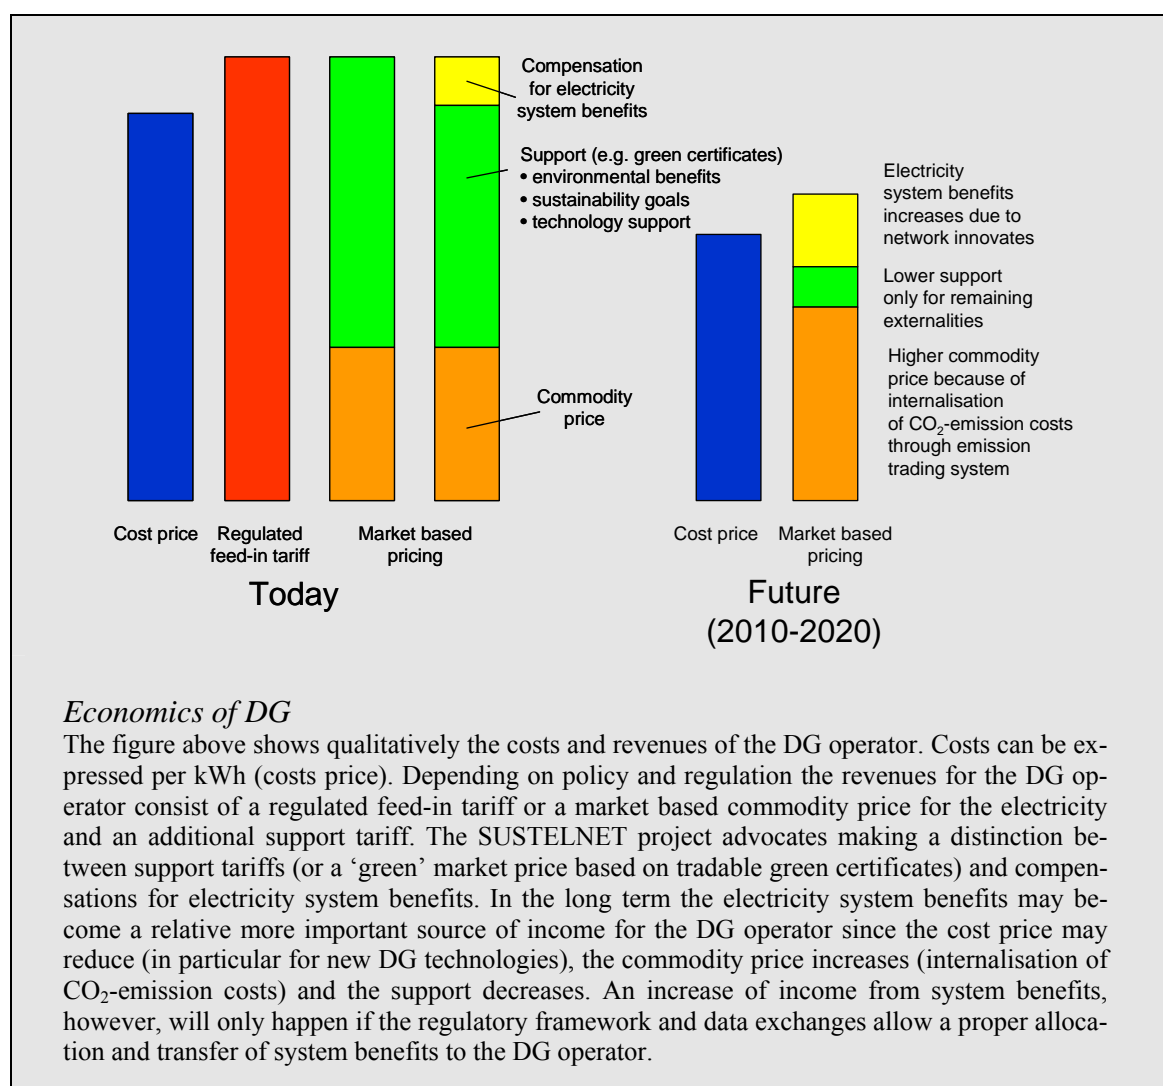 Compensation
for electricity
system benefits
Support (e.g. green certificates)
• environmental benefits
• sustainability goals
• technology support
Commodity
price
Electricity
system benefits
increases due to
network innovates
Lower support
only for remaining
externalities
Higher commodity
price because of
internalisation
of CO₂-emission costs
through emission
trading system
Cost price
Regulated
feed-in tariff
Market based
pricing
Cost price
Market based
pricing
Today
Future
(2010-2020)
Economics of DG
The figure above shows qualitatively the costs and revenues of the DG operator. Costs can be ex-
pressed per kWh (costs price). Depending on policy and regulation the revenues for the DG op-
erator consist of a regulated feed-in tariff or a market based commodity price for the electricity
and an additional support tariff. The SUSTELNET project advocates making a distinction be-
tween support tariffs (or a ‘green’ market price based on tradable green certificates) and compen-
sations for electricity system benefits. In the long term the electricity system benefits may be-
come a relative more important source of income for the DG operator since the cost price may
reduce (in particular for new DG technologies), the commodity price increases (internalisation of
CO₂-emission costs) and the support decreases. An increase of income from system benefits,
however, will only happen if the regulatory framework and data exchanges allow a proper alloca-
tion and transfer of system benefits to the DG operator.